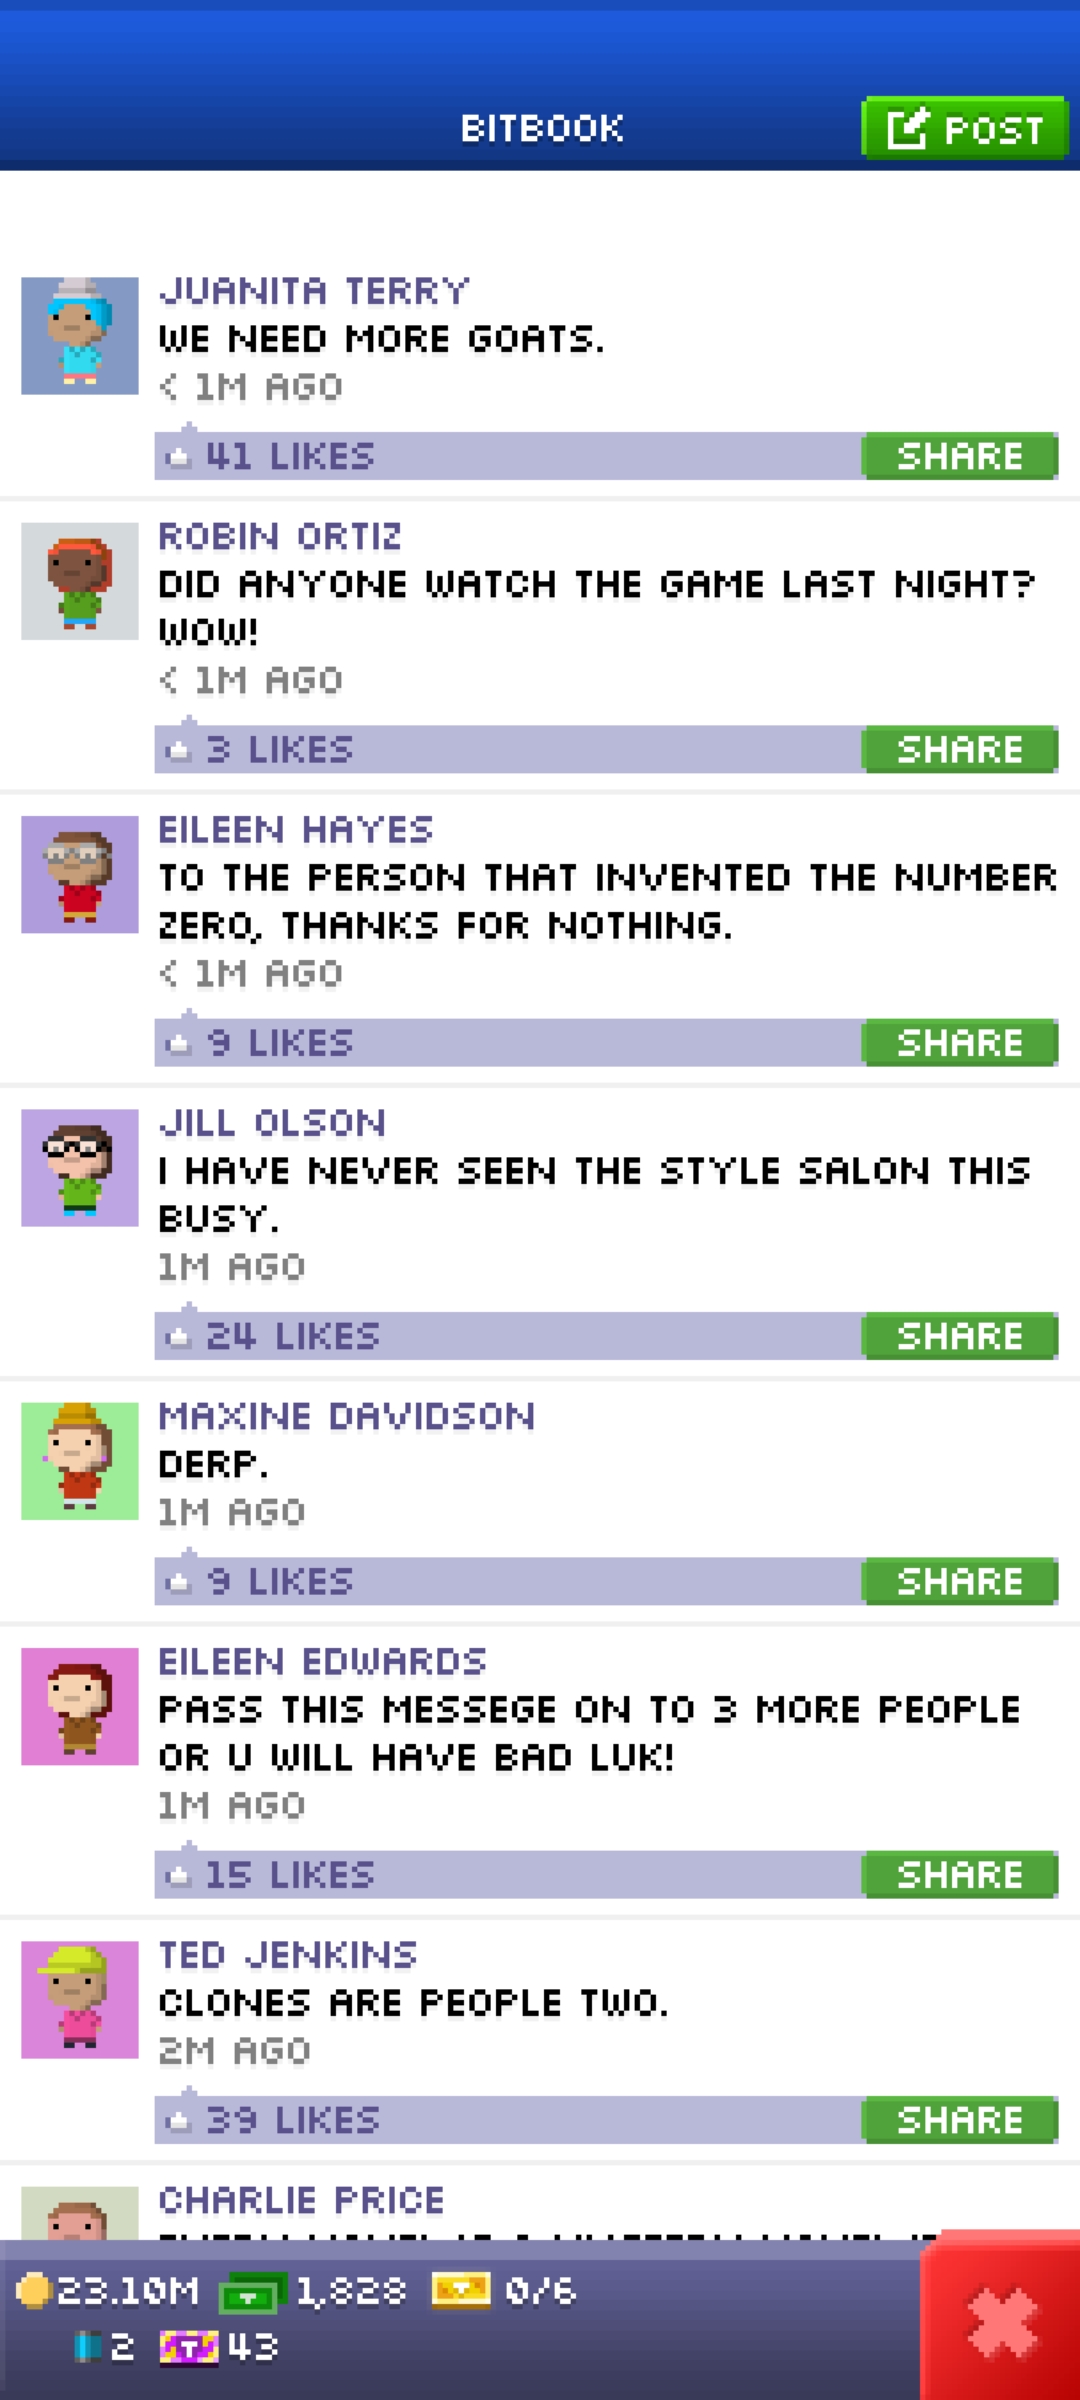 BITBOOK
POST
JUANITA TERRY
WE NEED MORE GOATS.
< 1M AGO
41 LIKES
SHARE
ROBIN ORTIZ
DID ANYONE WATCH THE GAME LAST NIGHT?
WOW!
< 1M AGO
3 LIKES
SHARE
EILEEN HAYES
TO THE PERSON THAT INVENTED THE NUMBER
ZERO, THANKS FOR NOTHING.
< 1M AGO
9 LIKES
SHARE
JILL OLSON
I HAVE NEVER SEEN THE STYLE SALON THIS
BUSY.
1M AGO
24 LIKES
SHARE
MAXINE DAVIDSON
DERP.
1M AGO
9 LIKES
SHARE
EILEEN EDWARDS
PASS THIS MESSEGE ON TO 3 MORE PEOPLE
OR U WILL HAVE BAD LUK!
1M AGO
15 LIKES
SHARE
TED JENKINS
CLONES ARE PEOPLE TWO.
2M AGO
39 LIKES
SHARE
CHARLIE PRICE
23.10M 1,828 0/6
2 43